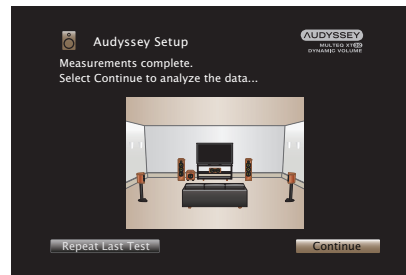 Audyssey Setup
AUDYSSEY
MULTEQ XT32
DYNAMIC VOLUME
Measurements complete.
Select Continue to analyze the data...
Repeat Last Test
Continue